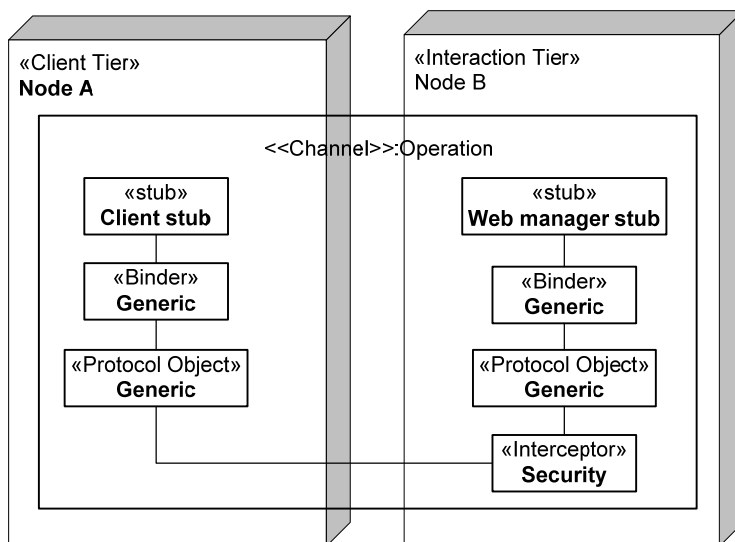 «Client Tier»
Node A
«Interaction Tier»
Node B
<<Channel>>:Operation
«stub»
Client stub
«Binder»
Generic
«Protocol Object»
Generic
«stub»
Web manager stub
«Binder»
Generic
«Protocol Object»
Generic
«Interceptor»
Security